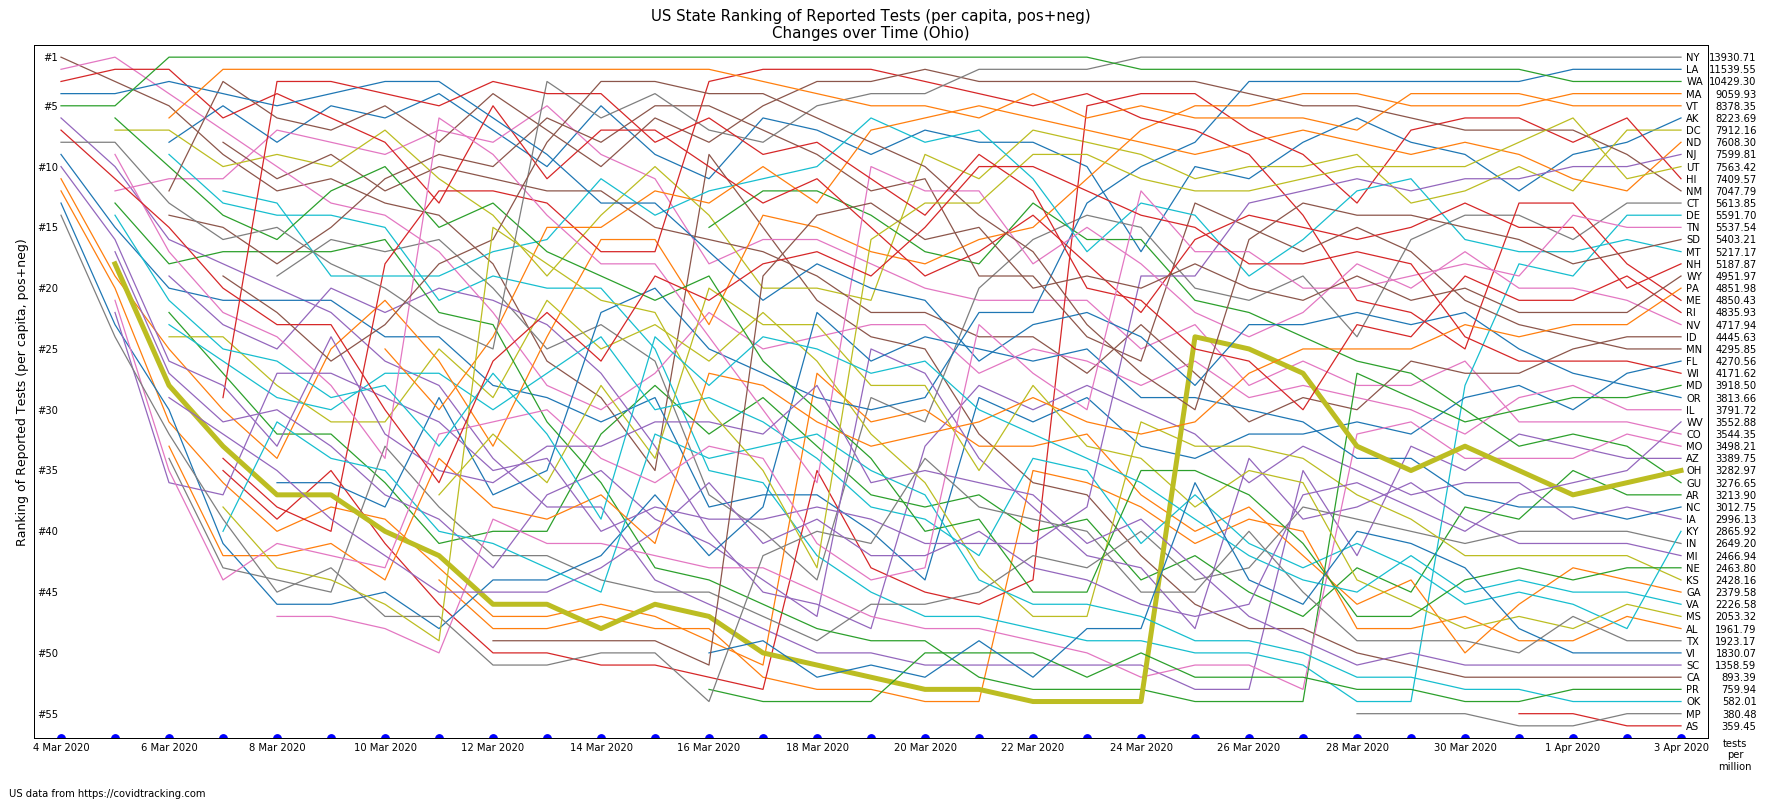 US State Ranking of Reported Tests (per capita, pos+neg)
Changes over Time (Ohio)
Ranking of Reported Tests (per capita, pos+neg)
#1
#5
#10
#15
#20
#25
#30
#35
#40
#45
#50
#55
NY 13930.71
LA 11539.55
WA 10429.30
MA 9059.93
VT 8378.35
AK 8223.69
DC 7912.16
ND 7608.30
NJ 7599.81
UT 7563.42
HI 7409.57
NM 7047.79
CT 5613.85
DE 5591.70
TN 5537.54
SD 5403.21
MT 5217.17
NH 5187.87
WY 4951.97
PA 4851.98
ME 4850.43
RI 4835.93
NV 4717.94
ID 4445.63
MN 4295.85
FL 4270.56
WI 4171.62
MD 3918.50
OR 3813.66
IL 3791.72
WV 3552.88
CO 3544.35
MO 3498.21
AZ 3389.75
OH 3282.97
GU 3276.65
AR 3213.90
NC 3012.75
IA 2996.13
KY 2865.92
IN 2649.20
MI 2466.94
NE 2463.80
KS 2428.16
GA 2379.58
VA 2226.58
MS 2053.32
AL 1961.79
TX 1923.17
VI 1830.07
SC 1358.59
CA 893.39
PR 759.94
OK 582.01
MP 380.48
AS 359.45
4 Mar 2020
6 Mar 2020
8 Mar 2020
10 Mar 2020
12 Mar 2020
14 Mar 2020
16 Mar 2020
18 Mar 2020
20 Mar 2020
22 Mar 2020
24 Mar 2020
26 Mar 2020
28 Mar 2020
30 Mar 2020
1 Apr 2020
3 Apr 2020
tests
per
million
US data from https://covidtracking.com